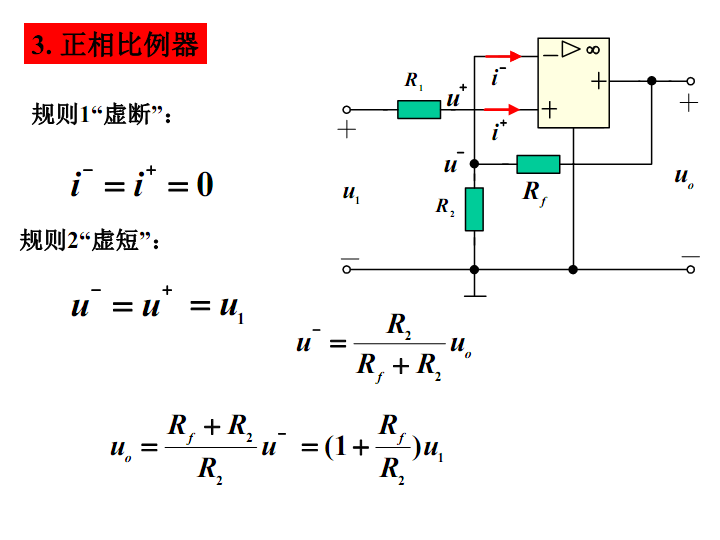 3. 正相比例器
规则1“虚断”：
i⁻ = i⁺ = 0
规则2“虚短”：
u⁻ = u⁺ = u₁
R₁
u⁺
i⁻
i⁺
− ▷ ∞
+
+
+
+
u⁻
R_f
u₁
R₂
u_o
−
−
u⁻ = R₂ / (R_f + R₂) u_o
u_o = (R_f + R₂) / R₂ u⁻ = (1 + R_f / R₂)u₁